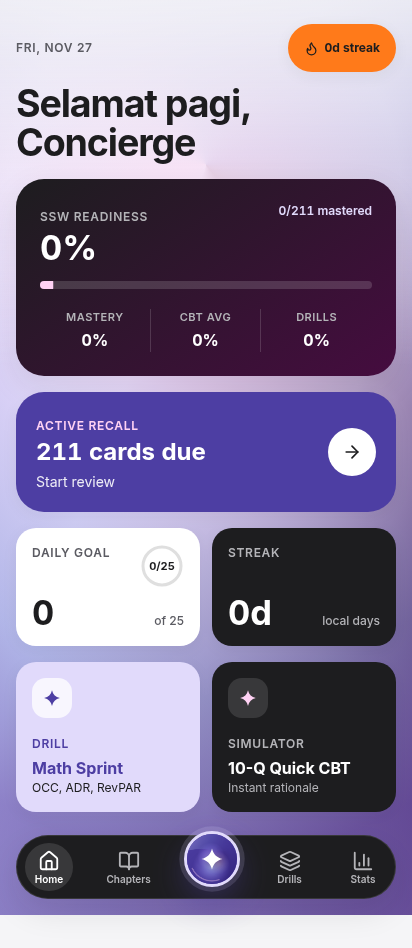 FRI, NOV 27
0d streak
Selamat pagi,
Concierge
SSW READINESS
0/211 mastered
0%
MASTERY
CBT AVG
DRILLS
0%
0%
0%
ACTIVE RECALL
211 cards due
Start review
DAILY GOAL
0/25
0
of 25
STREAK
0d
local days
DRILL
Math Sprint
OCC, ADR, RevPAR
SIMULATOR
10-Q Quick CBT
Instant rationale
Home
Chapters
Drills
Stats